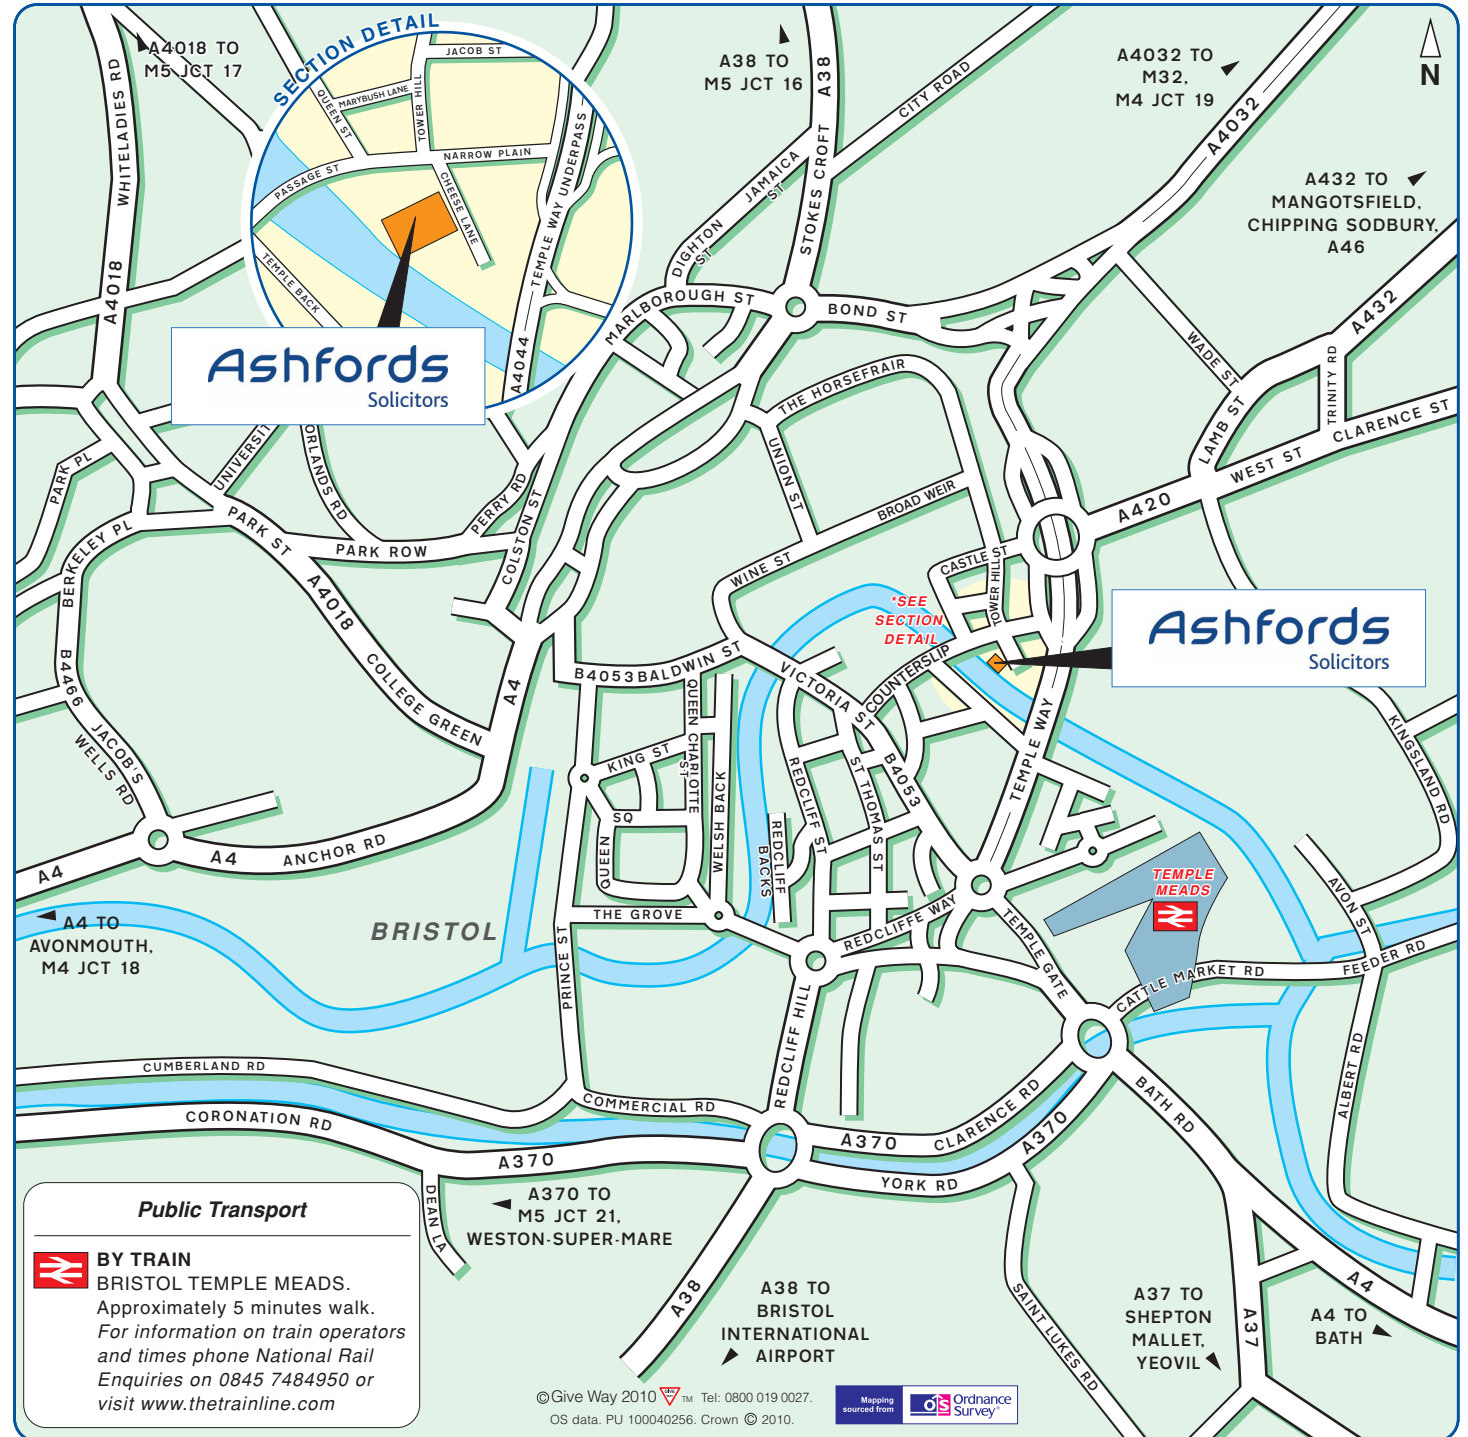 SECTION DETAIL
JACOB ST
MARYBUSH LANE
QUEEN ST
TOWER HILL
NARROW PLAIN
PASSAGE ST
CHEESE LANE
TEMPLE WAY UNDERPASS
TEMPLE BACK
A4044
Ashfords
Solicitors
A4018 TO
M5 JCT 17
WHITELADIES RD
A4018
A38 TO
M5 JCT 16
A38
CITY ROAD
A4032 TO
M32,
M4 JCT 19
A4032
N
A432 TO
MANGOTSFIELD,
CHIPPING SODBURY,
A46
JAMAICA
ST
STOKES CROFT
DIGHTON
ST
MARLBOROUGH ST
BOND ST
A432
WADE ST
TRINITY RD
THE HORSEFRAIR
LAMB ST
CLARENCE ST
WEST ST
A420
UNION ST
BROAD WEIR
PARK PL
UNIVERSIT
ORLANDS RD
PERRY RD
COLSTON ST
PARK ST
PARK ROW
BERKELEY PL
WINE ST
CASTLE ST
TOWER HILL
*SEE
SECTION
DETAIL
Ashfords
Solicitors
A4018
COLLEGE GREEN
A4
B4053 BALDWIN ST
VICTORIA ST
COUNTERSLIP
B4466
JACOB'S
WELLS RD
QUEEN CHARLOTTE
ST
KING ST
WELSH BACK
REDCLIFF ST
ST THOMAS ST
B4053
TEMPLE WAY
KINGSLAND RD
SQ
QUEEN
REDCLIFF
BACKS
A4
A4
ANCHOR RD
TEMPLE
MEADS
AVON ST
A4 TO
AVONMOUTH,
M4 JCT 18
BRISTOL
THE GROVE
REDCLIFFE WAY
TEMPLE GATE
CATTLE MARKET RD
FEEDER RD
PRINCE ST
REDCLIFF HILL
CUMBERLAND RD
COMMERCIAL RD
CORONATION RD
A370
A370
CLARENCE RD
A370
BATH RD
ALBERT RD
YORK RD
DEAN LA
A370 TO
M5 JCT 21,
WESTON-SUPER-MARE
A38
A38 TO
BRISTOL
INTERNATIONAL
AIRPORT
SAINT LUKES RD
A37 TO
SHEPTON
MALLET,
YEOVIL
A37
A4
A4 TO
BATH
Public Transport
BY TRAIN
BRISTOL TEMPLE MEADS.
Approximately 5 minutes walk.
For information on train operators
and times phone National Rail
Enquiries on 0845 7484950 or
visit www.thetrainline.com
© Give Way 2010 GIVE WAY TM Tel: 0800 019 0027.
OS data. PU 100040256. Crown © 2010.
Mapping
sourced from
OS Ordnance
Survey®